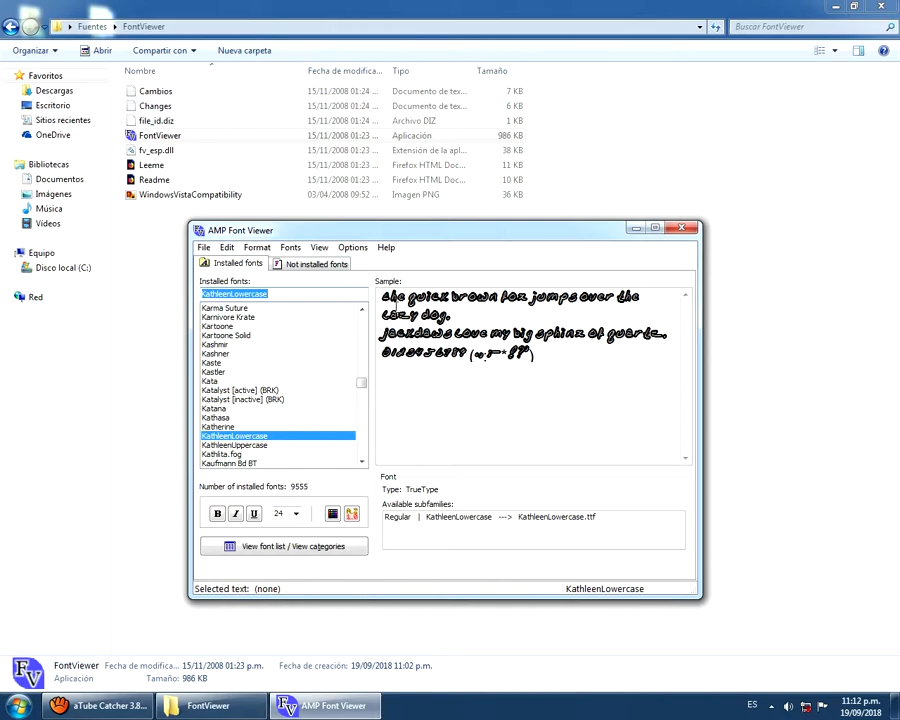 Fuentes FontViewer
Buscar FontViewer
Organizar Abrir Compartir con Nueva carpeta
Nombre Fecha de modifica... Tipo Tamaño
Favoritos
Descargas
Escritorio
Sitios recientes
OneDrive
Bibliotecas
Documentos
Imágenes
Música
Vídeos
Equipo
Disco local (C:)
Red
Cambios 15/11/2008 01:24 ... Documento de tex... 7 KB
Changes 15/11/2008 01:24 ... Documento de tex... 6 KB
file_id.diz 15/11/2008 01:24 ... Archivo DIZ 1 KB
FontViewer 15/11/2008 01:23 ... Aplicación 986 KB
fv_esp.dll 15/11/2008 01:23 ... Extensión de la apl... 38 KB
Leeme 15/11/2008 01:23 ... Firefox HTML Doc... 11 KB
Readme 15/11/2008 01:23 ... Firefox HTML Doc... 10 KB
WindowsVistaCompatibility 03/04/2008 09:52 ... Imagen PNG 36 KB
AMP Font Viewer
File Edit Format Fonts View Options Help
Installed fonts Not installed fonts
Installed fonts:
KathleenLowercase
Karma Suture
Karnivore Krate
Kartoone
Kartoone Solid
Kashmir
Kashner
Kaste
Kastler
Kata
Katalyst [active] (BRK)
Katalyst [inactive] (BRK)
Katana
Kathasa
Katherine
KathleenLowercase
KathleenUppercase
Kathlita.fog
Kaufmann Bd BT
Number of installed fonts: 9555
B I U 24
View font list / View categories
Sample:
the quick brown fox jumps over the
lazy dog.
jackdaws love my big sphinx of quartz.
Font
Type: TrueType
Available subfamilies
Regular | KathleenLowercase ---> KathleenLowercase.ttf
Selected text: (none) KathleenLowercase
FontViewer Fecha de modifica... 15/11/2008 01:23 p.m. Fecha de creación: 19/09/2018 11:02 p.m.
Aplicación Tamaño: 986 KB
aTube Catcher 3.8... FontViewer AMP Font Viewer ES 11:12 p.m.
19/09/2018